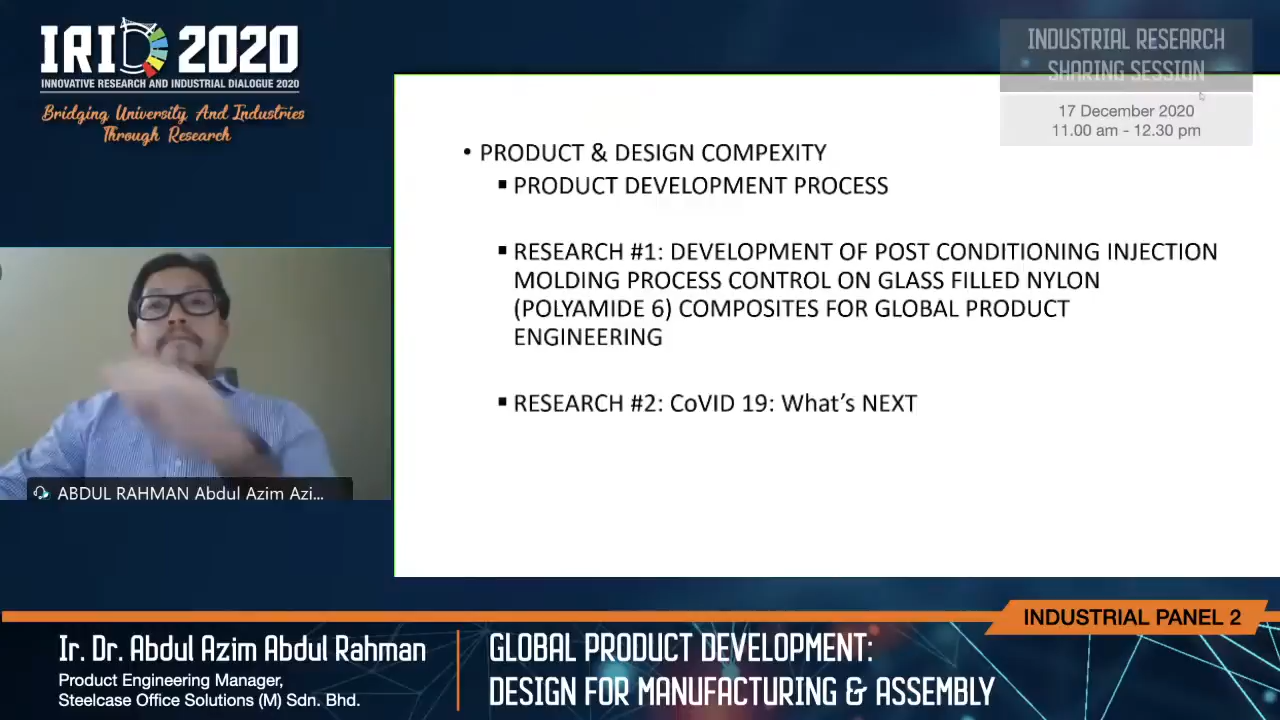 IRID 2020
INNOVATIVE RESEARCH AND INDUSTRIAL DIALOGUE 2020
Bridging University And Industries
Through Research
INDUSTRIAL RESEARCH
SHARING SESSION
17 December 2020
11.00 am - 12.30 pm
• PRODUCT & DESIGN COMPEXITY
▪ PRODUCT DEVELOPMENT PROCESS
▪ RESEARCH #1: DEVELOPMENT OF POST CONDITIONING INJECTION
MOLDING PROCESS CONTROL ON GLASS FILLED NYLON
(POLYAMIDE 6) COMPOSITES FOR GLOBAL PRODUCT
ENGINEERING
▪ RESEARCH #2: CoVID 19: What’s NEXT
ABDUL RAHMAN Abdul Azim Azi...
INDUSTRIAL PANEL 2
Ir. Dr. Abdul Azim Abdul Rahman
Product Engineering Manager,
Steelcase Office Solutions (M) Sdn. Bhd.
GLOBAL PRODUCT DEVELOPMENT:
DESIGN FOR MANUFACTURING & ASSEMBLY